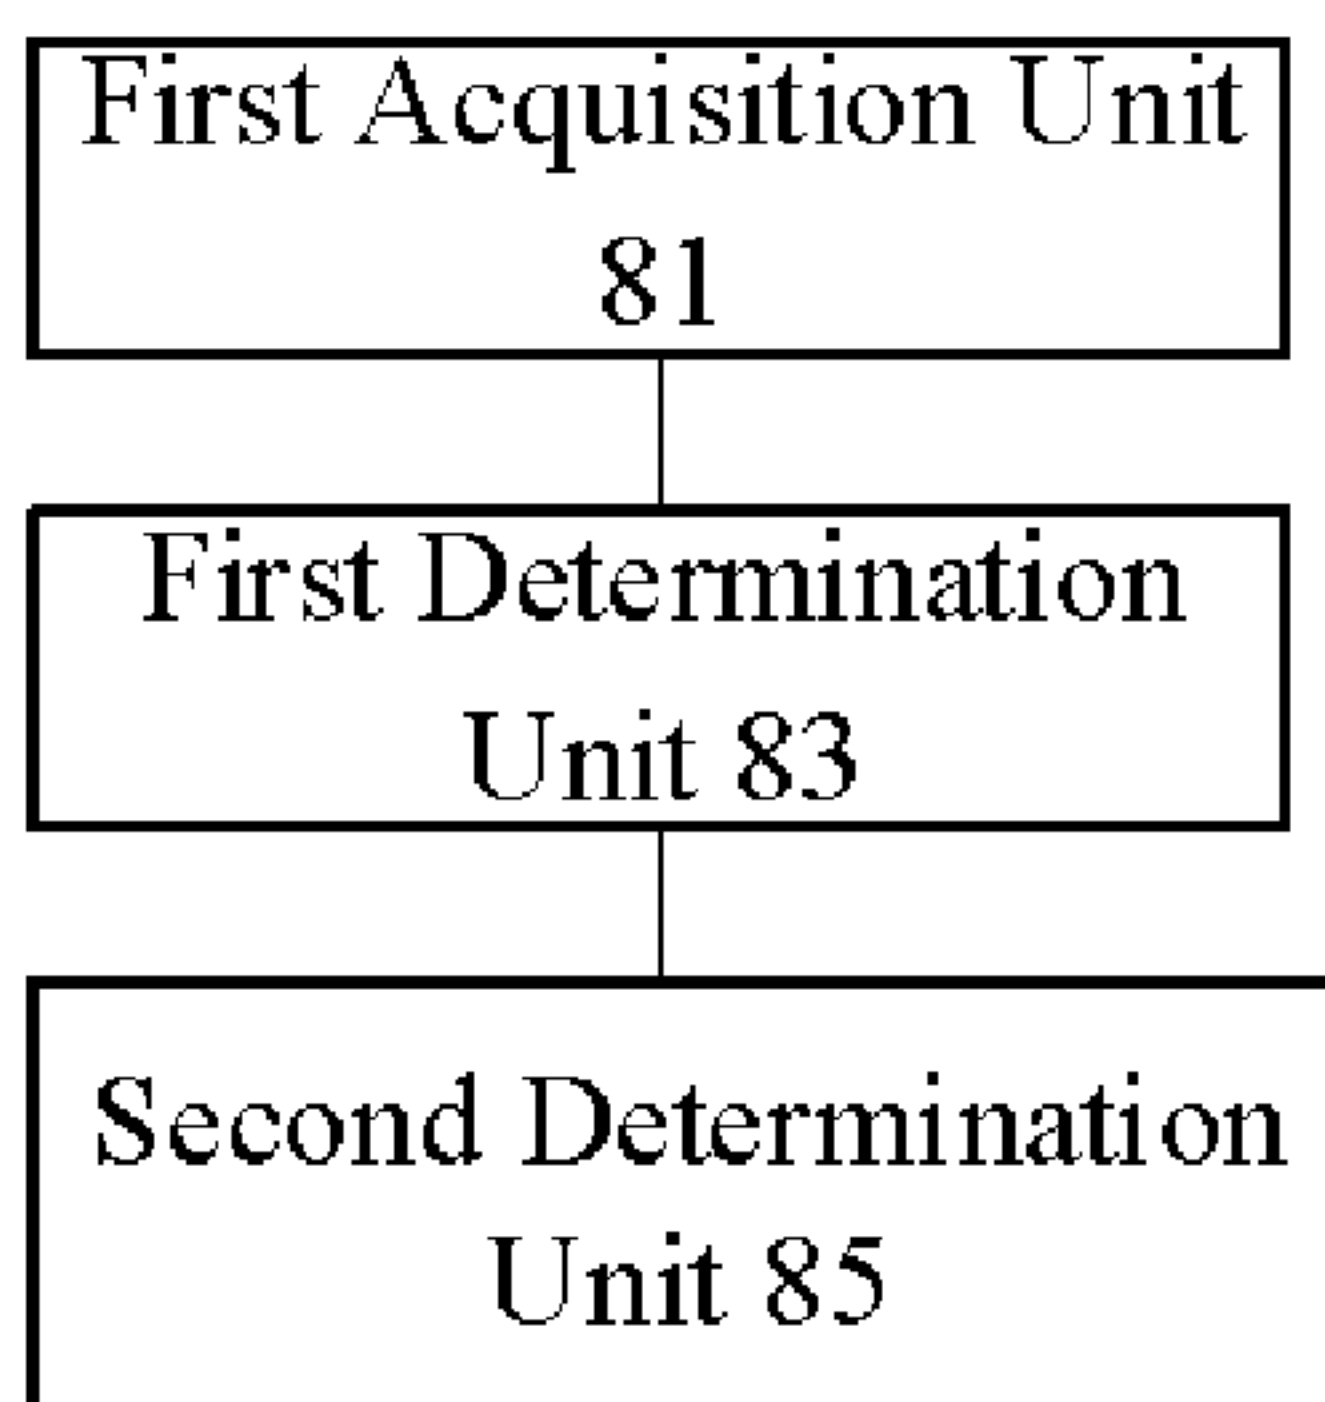 First Acquisition Unit
81
First Determination
Unit 83
Second Determination
Unit 85